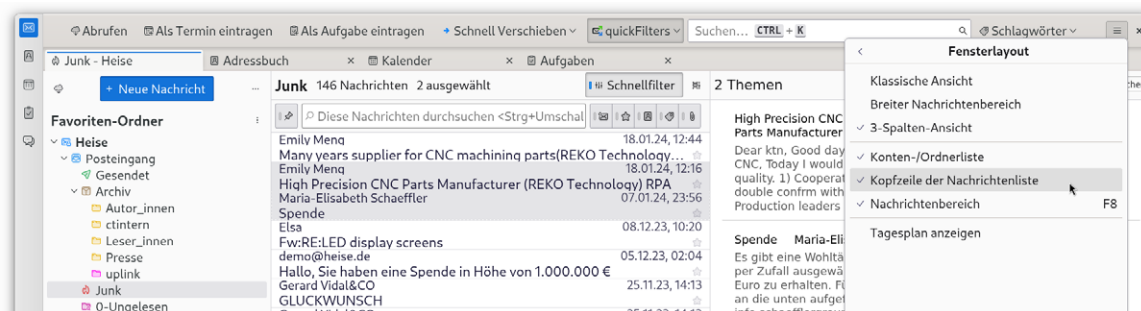 Abrufen Als Termin eintragen Als Aufgabe eintragen Schnell Verschieben quickFilters Suchen... CTRL + K Schlagwörter
Junk - Heise Adressbuch × Kalender × Aufgaben ×
+ Neue Nachricht
Favoriten-Ordner
Heise
Posteingang
Gesendet
Archiv
Autor_innen
ctintern
Leser_innen
Presse
uplink
Junk
0-Ungelesen
Junk 146 Nachrichten 2 ausgewählt Schnellfilter
Diese Nachrichten durchsuchen <Strg+Umschal
Emily Meng 18.01.24, 12:44
Many years supplier for CNC machining parts(REKO Technology...
Emily Meng 18.01.24, 12:16
High Precision CNC Parts Manufacturer (REKO Technology) RPA
Maria-Elisabeth Schaeffler 07.01.24, 23:56
Spende
Elsa 08.12.23, 10:20
Fw:RE:LED display screens
demo@heise.de 05.12.23, 02:04
Hallo, Sie haben eine Spende in Höhe von 1.000.000 €
Gerard Vidal&CO 25.11.23, 14:13
GLUCKWUNSCH
2 Themen
High Precision CNC
Parts Manufacturer
Dear ktn, Good day
CNC, Today I would
quality. 1) Cooperat
double confrm with
Production leaders
Spende Maria-Eli
Es gibt eine Wohltä
per Zufall ausgewä
Euro zu erhalten. Fü
an die unten aufgef
Fensterlayout
Klassische Ansicht
Breiter Nachrichtenbereich
✓ 3-Spalten-Ansicht
✓ Konten-/Ordnerliste
✓ Kopfzeile der Nachrichtenliste
✓ Nachrichtenbereich F8
Tagesplan anzeigen